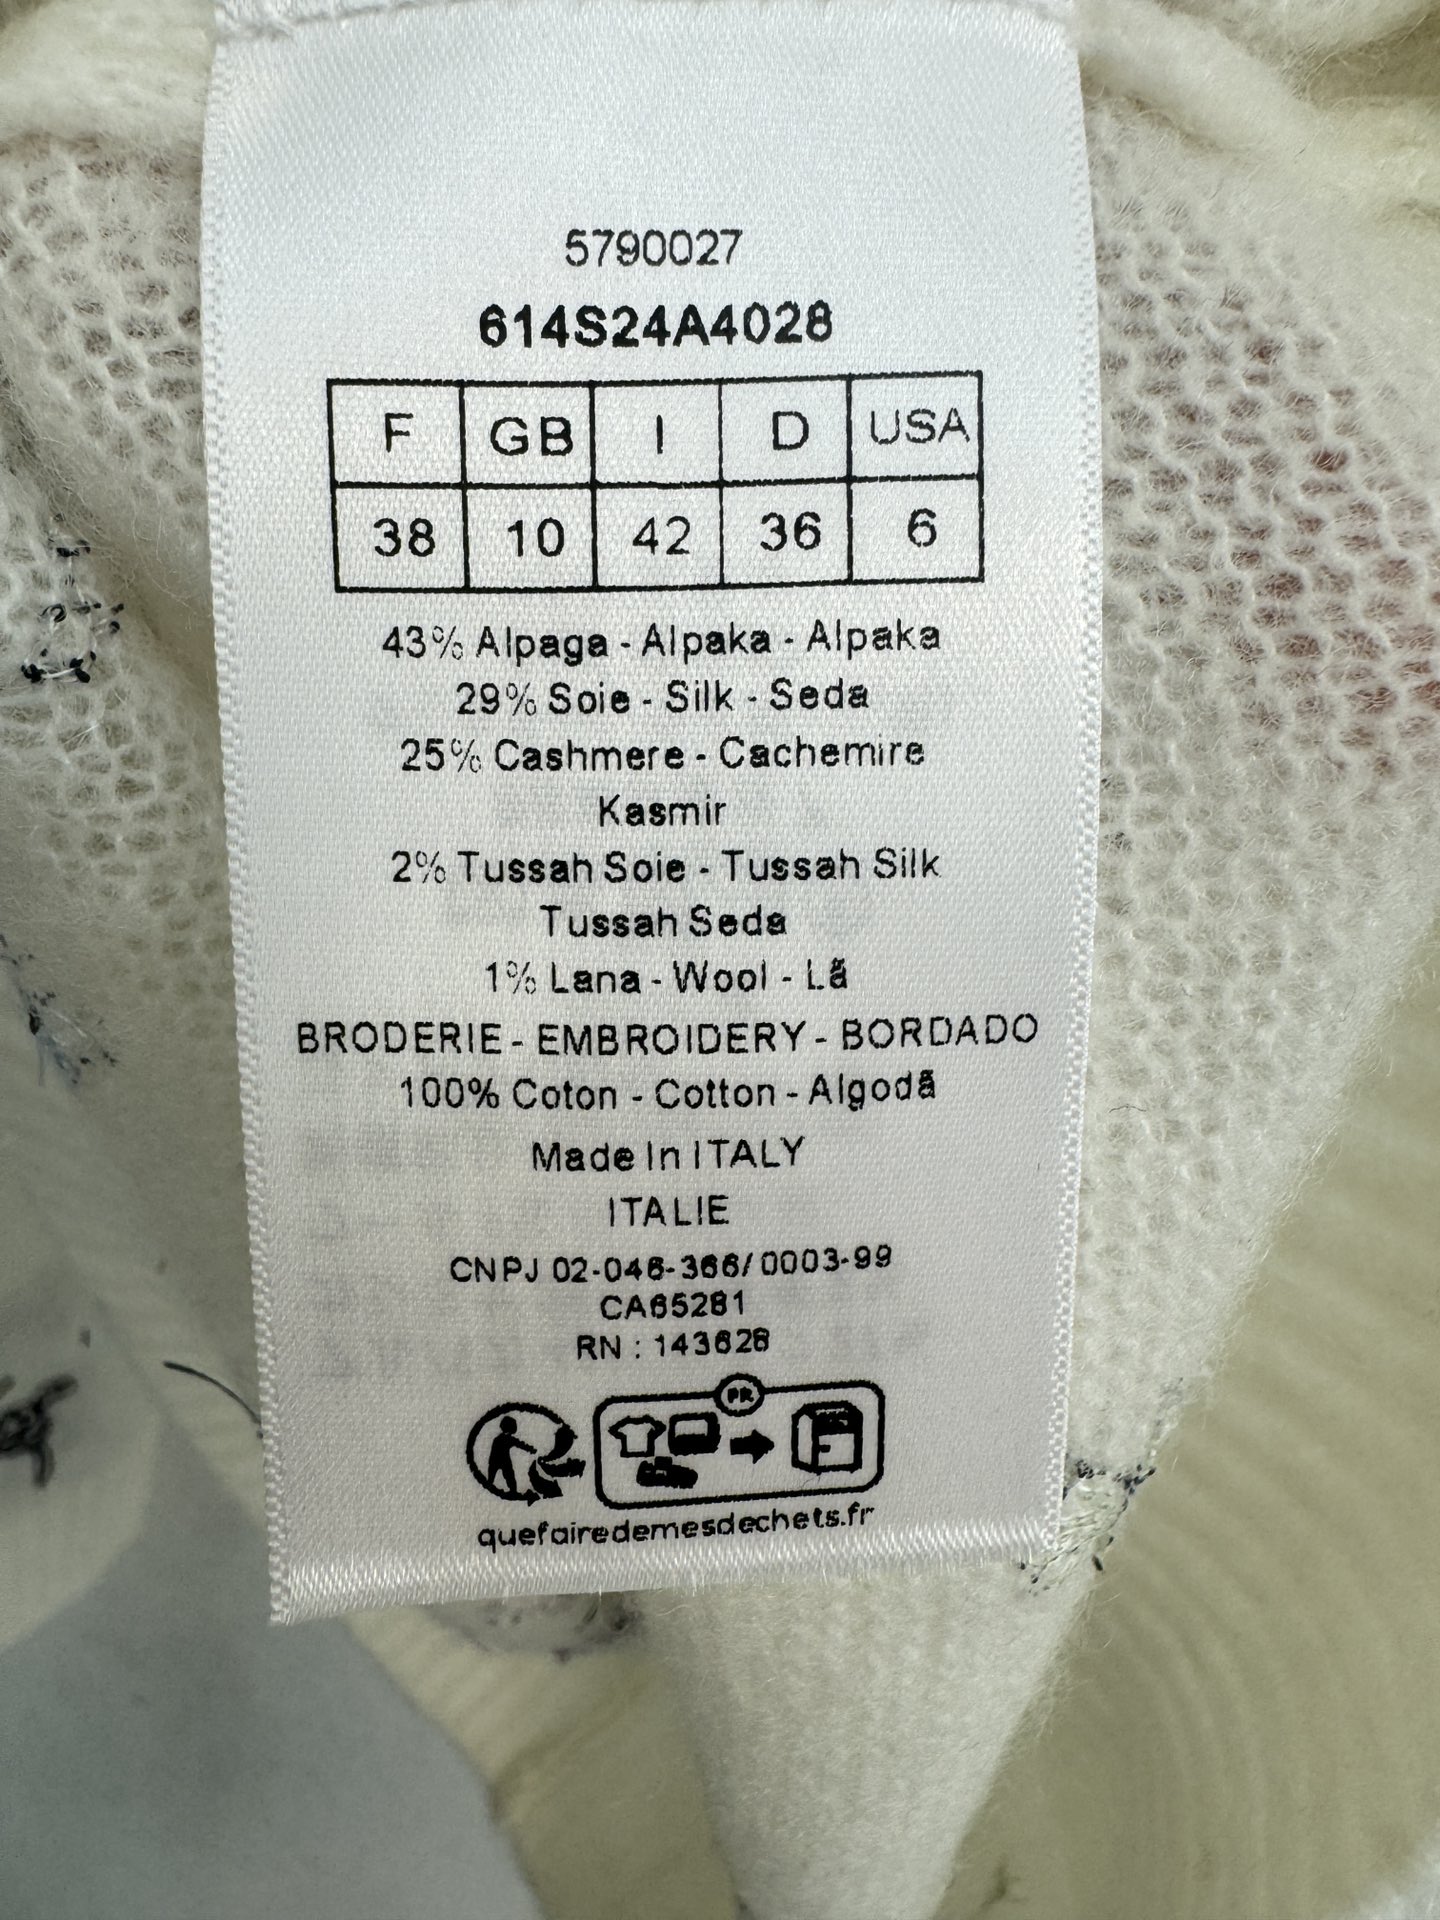 5790027
614S24A4028
F GB I D USA
38 10 42 36 6
43% Alpaga - Alpaka - Alpaka
29% Soie - Silk - Seda
25% Cashmere - Cachemire
Kasmir
2% Tussah Soie - Tussah Silk
Tussah Seda
1% Lana - Wool - Lã
BRODERIE - EMBROIDERY - BORDADO
100% Coton - Cotton - Algodã
Made In ITALY
ITALIE
CNPJ 02-046-366/0003-99
CA65281
RN : 143628
FR
quefairedemesdechets.fr